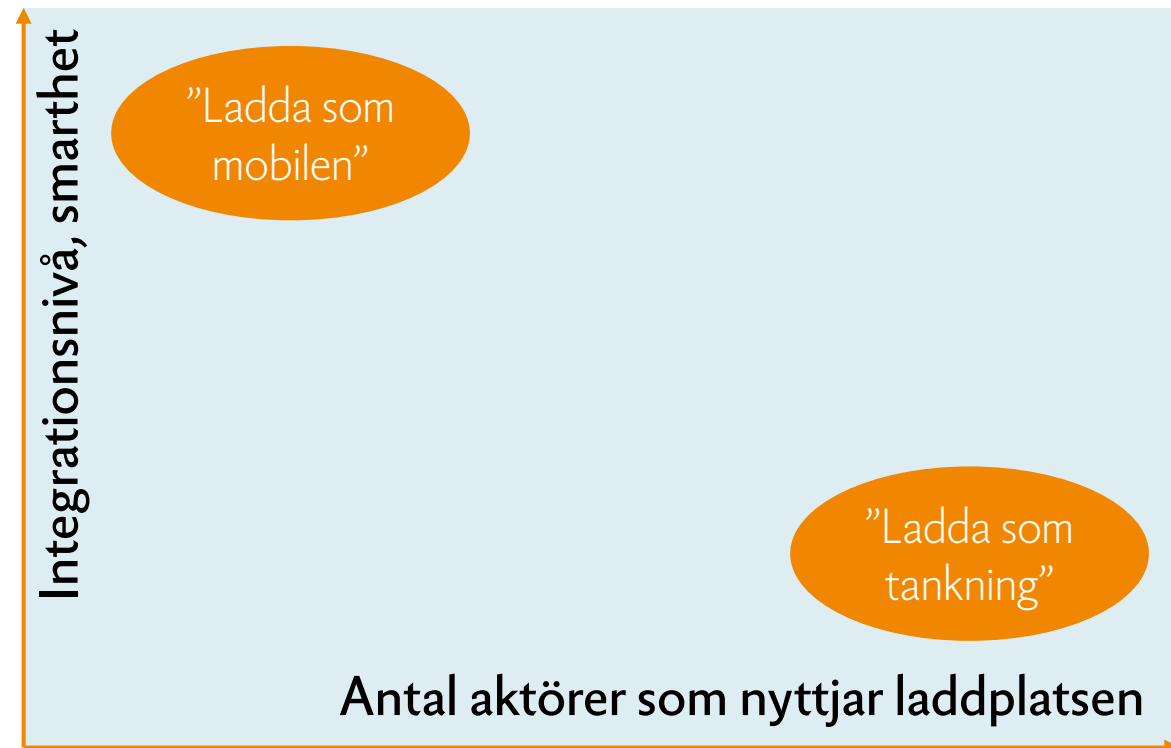 Integrationsnivå, smarthet
”Ladda som
mobilen”
”Ladda som
tankning”
Antal aktörer som nyttjar laddplatsen